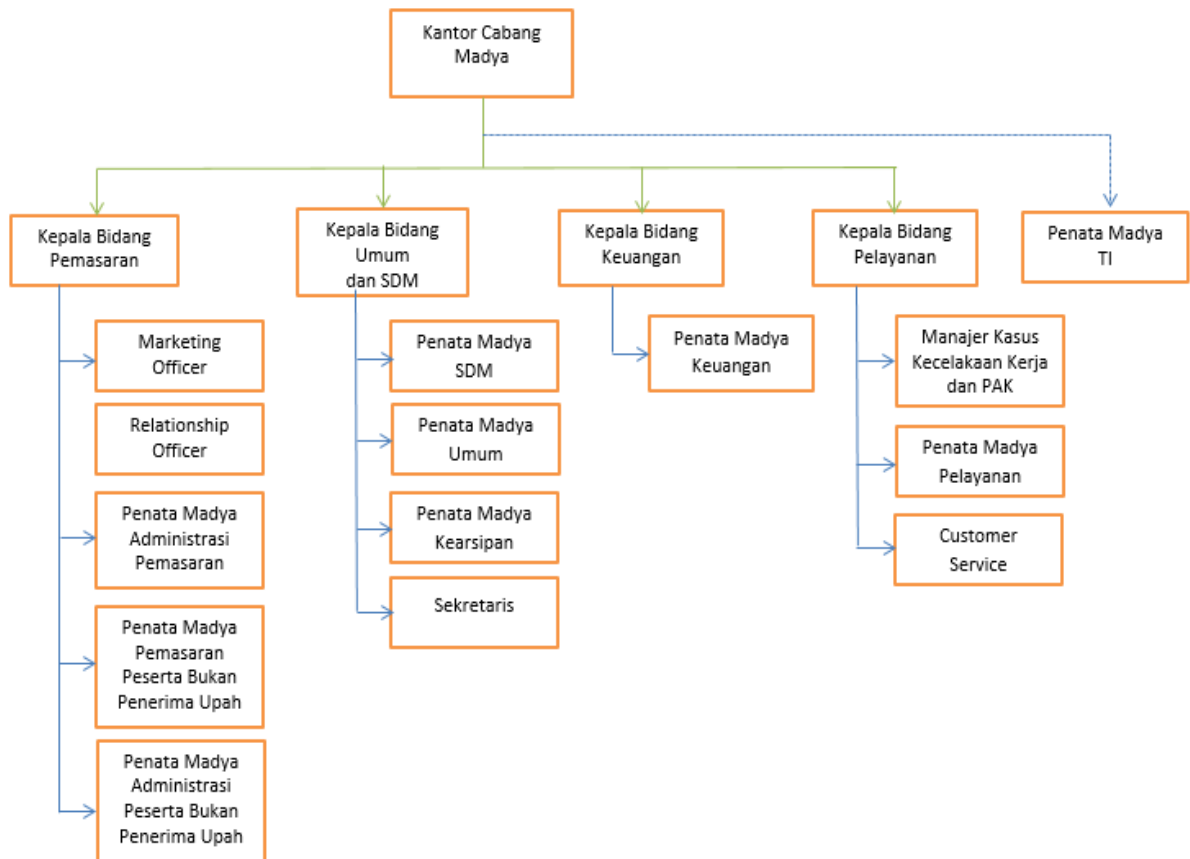 Kantor Cabang
Madya
Kepala Bidang
Pemasaran
Kepala Bidang
Umum
dan SDM
Kepala Bidang
Keuangan
Kepala Bidang
Pelayanan
Penata Madya
TI
Marketing
Officer
Relationship
Officer
Penata Madya
Administrasi
Pemasaran
Penata Madya
Pemasaran
Peserta Bukan
Penerima Upah
Penata Madya
Administrasi
Peserta Bukan
Penerima Upah
Penata Madya
SDM
Penata Madya
Umum
Penata Madya
Kearsipan
Sekretaris
Penata Madya
Keuangan
Manajer Kasus
Kecelakaan Kerja
dan PAK
Penata Madya
Pelayanan
Customer
Service